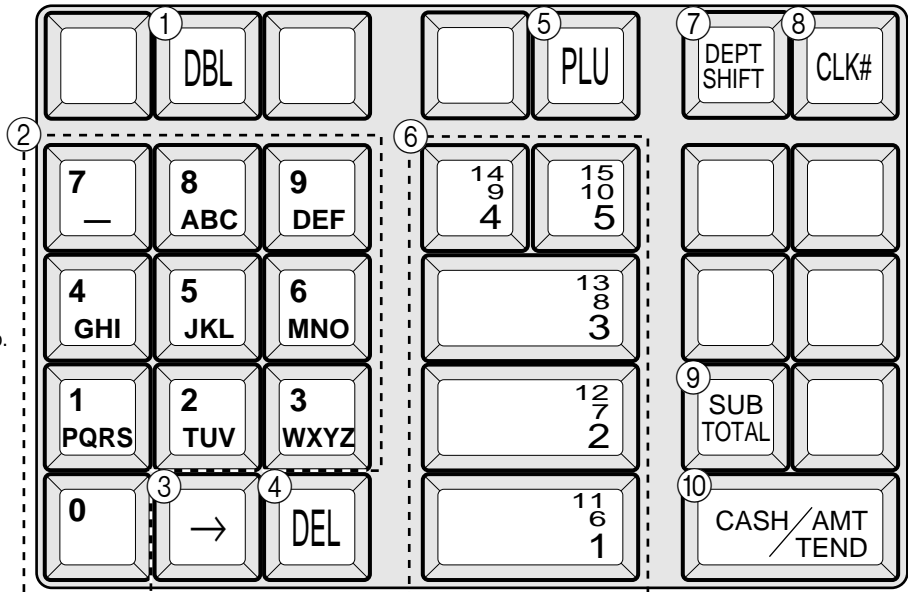 ① DBL
⑤ PLU
⑦ DEPT SHIFT
⑧ CLK#
②
7 —
8 ABC
9 DEF
4 GHI
5 JKL
6 MNO
1 PQRS
2 TUV
3 WXYZ
0
③ →
④ DEL
⑥
14 9 4
15 10 5
13 8 3
12 7 2
11 6 1
⑨ SUB TOTAL
⑩ CASH/AMT TEND